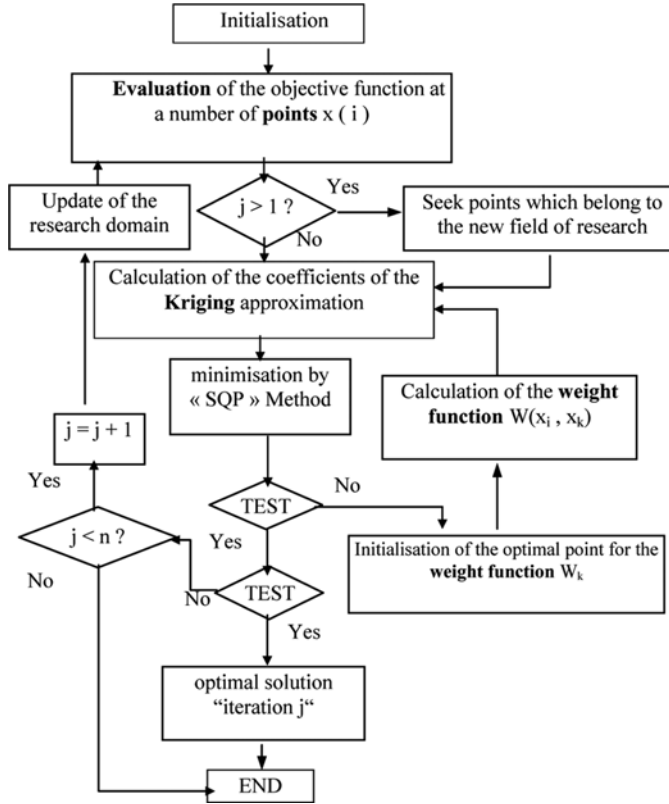 Initialisation
Evaluation of the objective function at
a number of points x ( i )
Yes
Update of the
research domain
j > 1 ?
Seek points which belong to
the new field of research
No
Calculation of the coefficients of the
Kriging approximation
minimisation by
« SQP » Method
Calculation of the weight
function W(xᵢ , xₖ)
j = j + 1
Yes
No
TEST
j < n ?
Yes
Initialisation of the optimal point for the
weight function Wₖ
No
No
TEST
Yes
optimal solution
“iteration j“
END